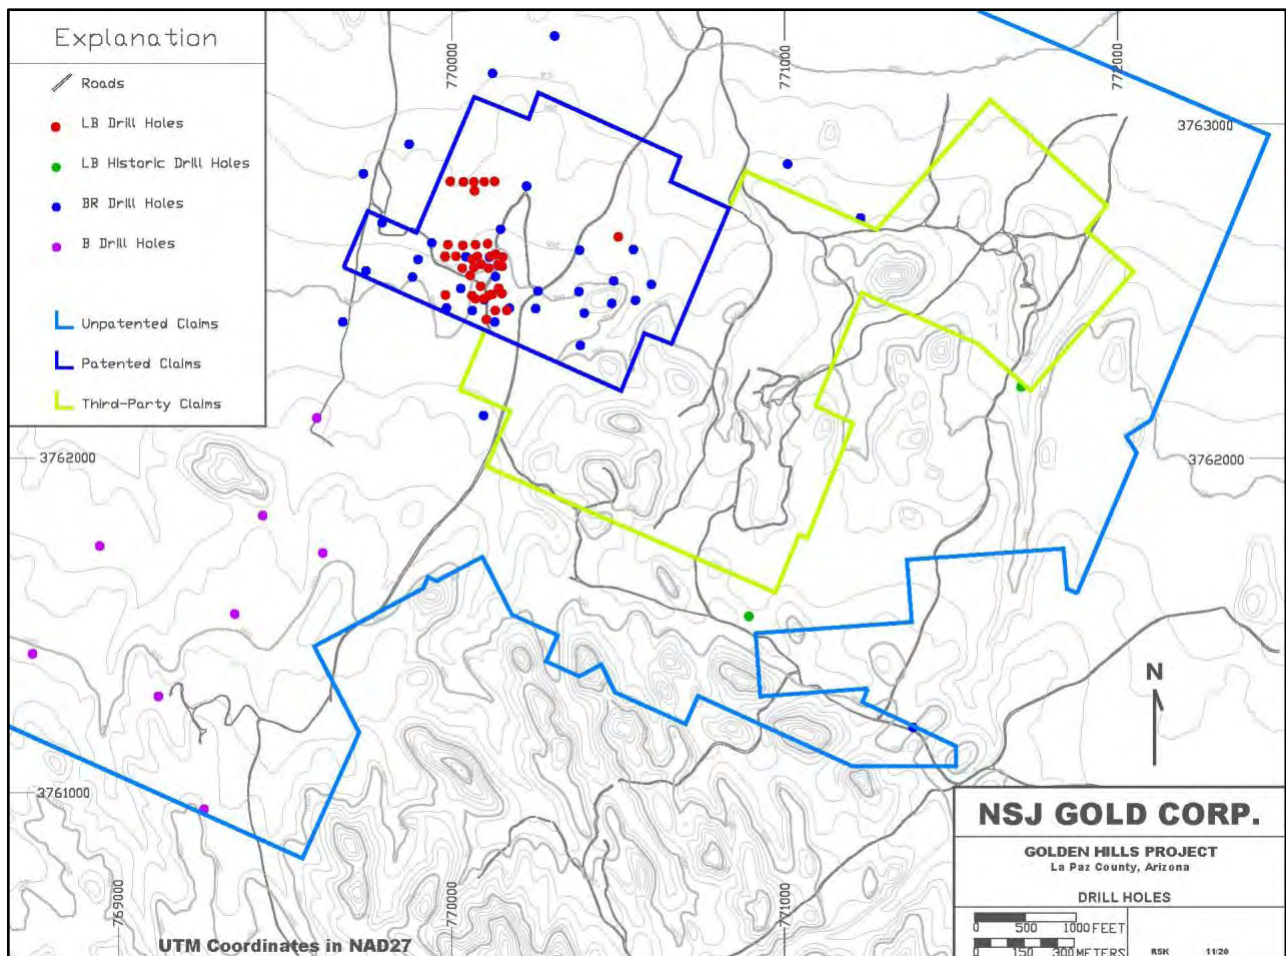 Explanation
Roads
LB Drill Holes
LB Historic Drill Holes
BR Drill Holes
B Drill Holes
Unpatented Claims
Patented Claims
Third-Party Claims
770000
771000
772000
3763000
3762000
3762000
3761000
769000
770000
771000
N
UTM Coordinates in NAD27
NSJ GOLD CORP.
GOLDEN HILLS PROJECT
La Paz County, Arizona
DRILL HOLES
0 500 1000 FEET
0 150 300 METERS
RSK 11/20